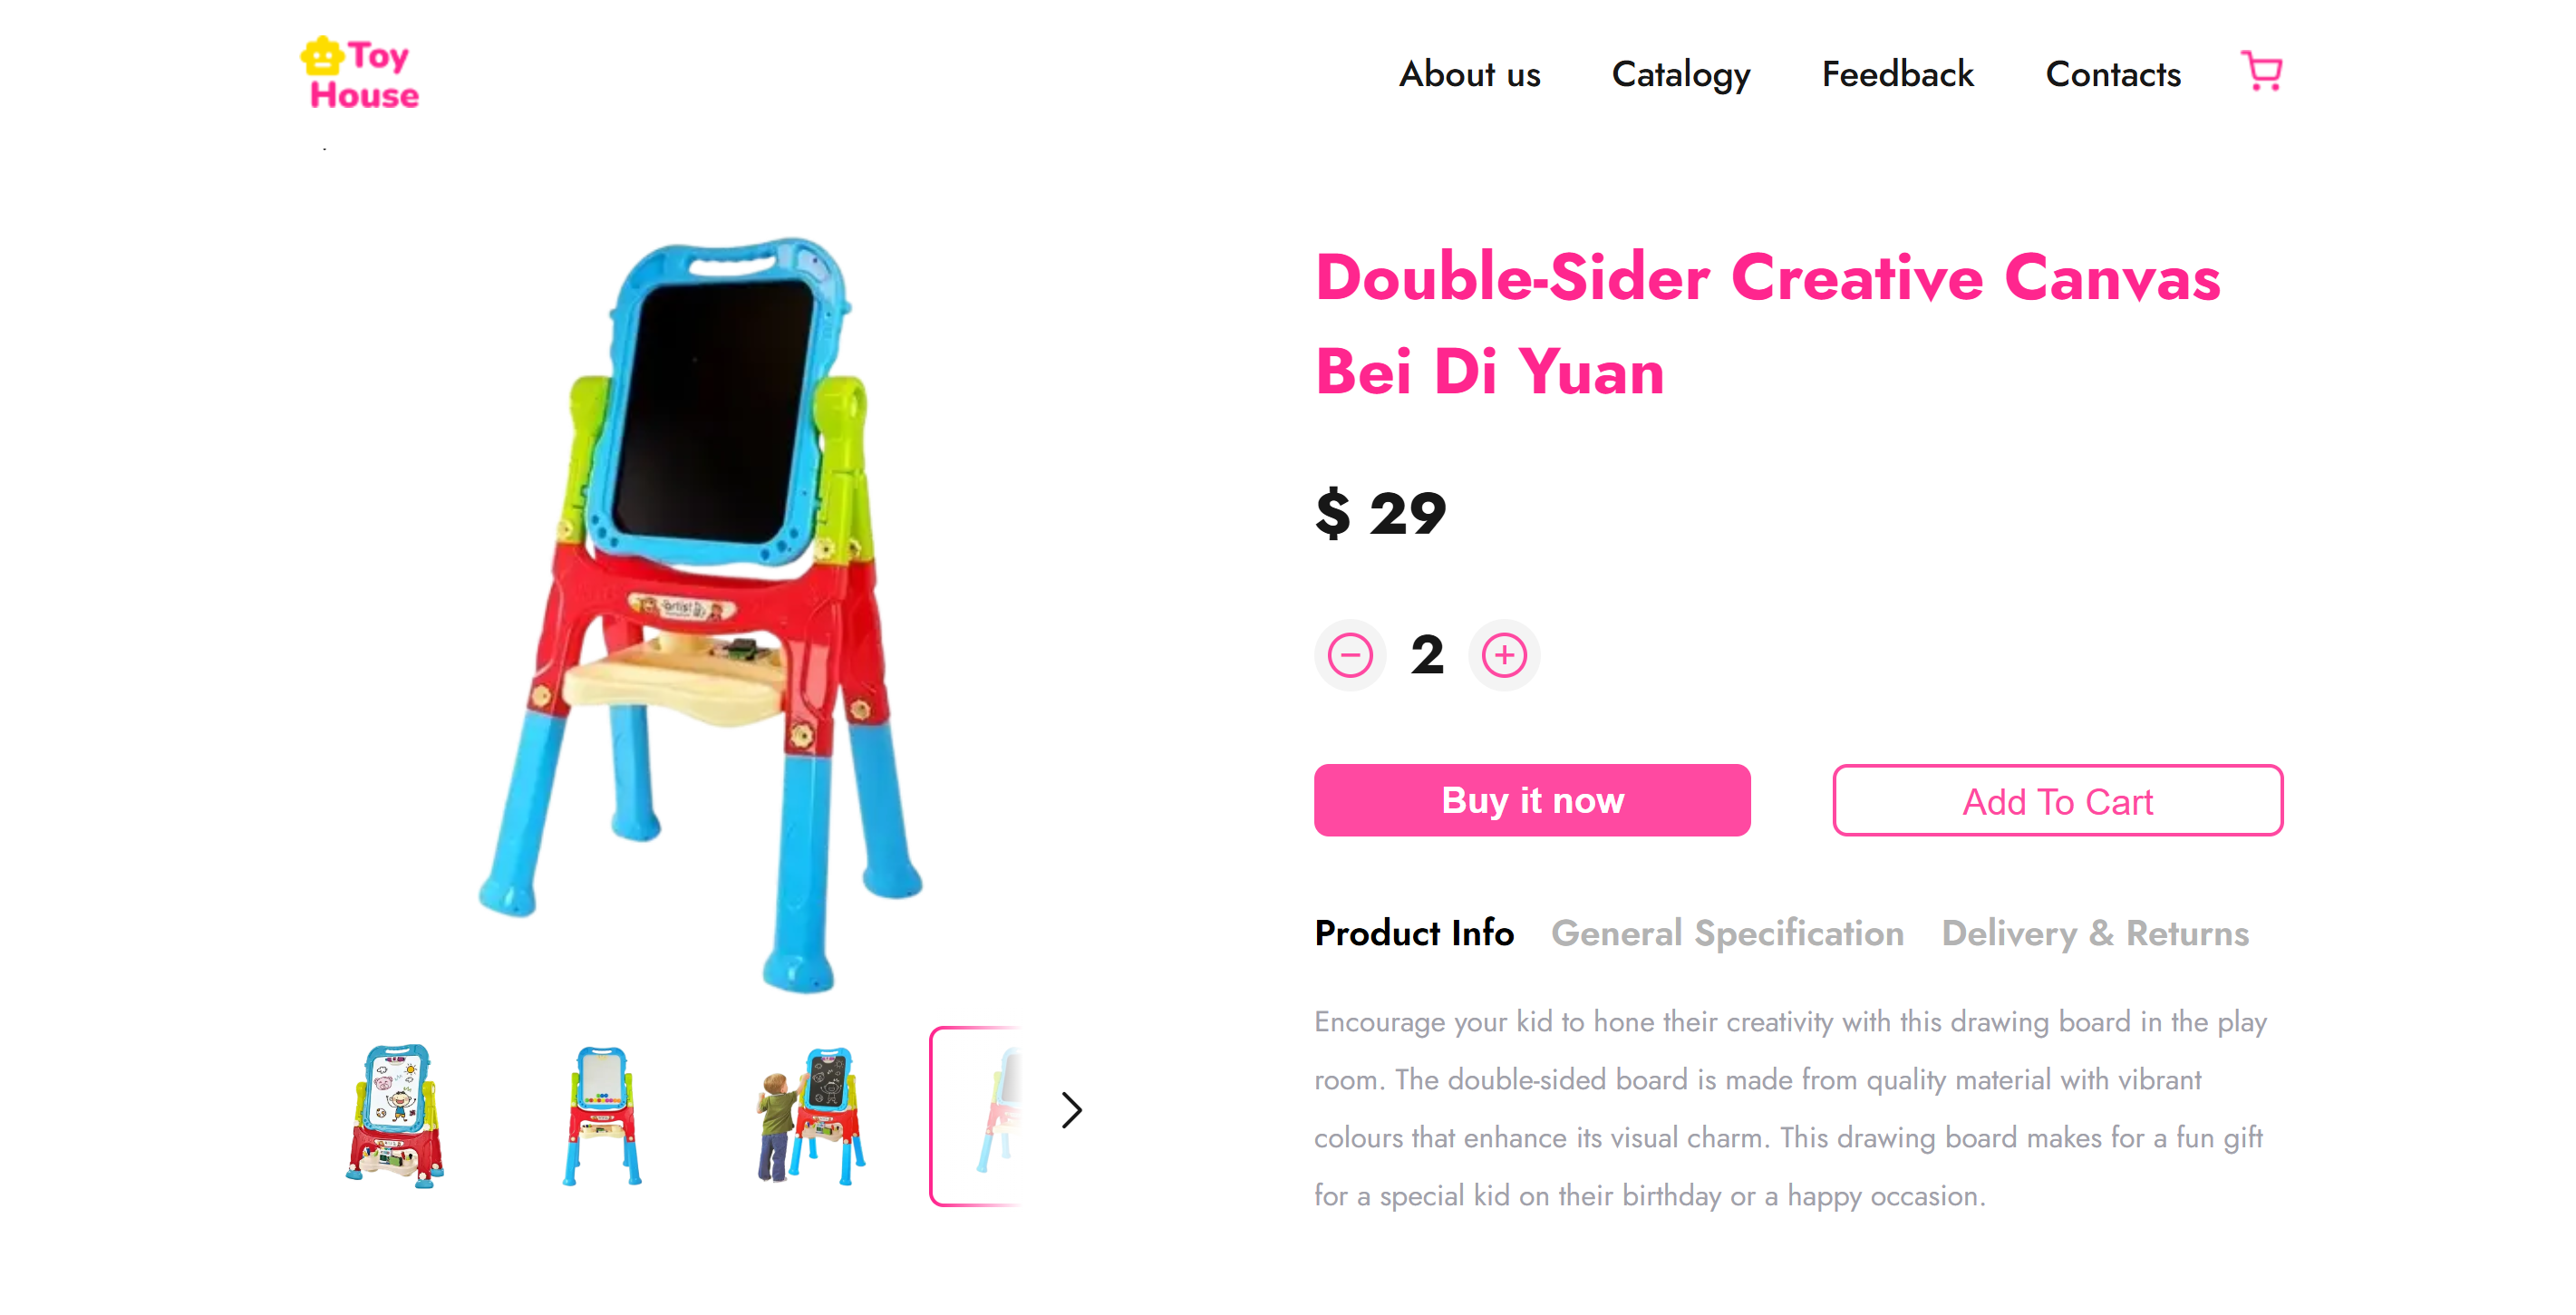 Toy
House
About us
Catalogy
Feedback
Contacts
Double-Sider Creative Canvas
Bei Di Yuan
$ 29
artist
2
Buy it now
Add To Cart
Product Info
General Specification
Delivery & Returns
Encourage your kid to hone their creativity with this drawing board in the play
room. The double-sided board is made from quality material with vibrant
colours that enhance its visual charm. This drawing board makes for a fun gift
for a special kid on their birthday or a happy occasion.